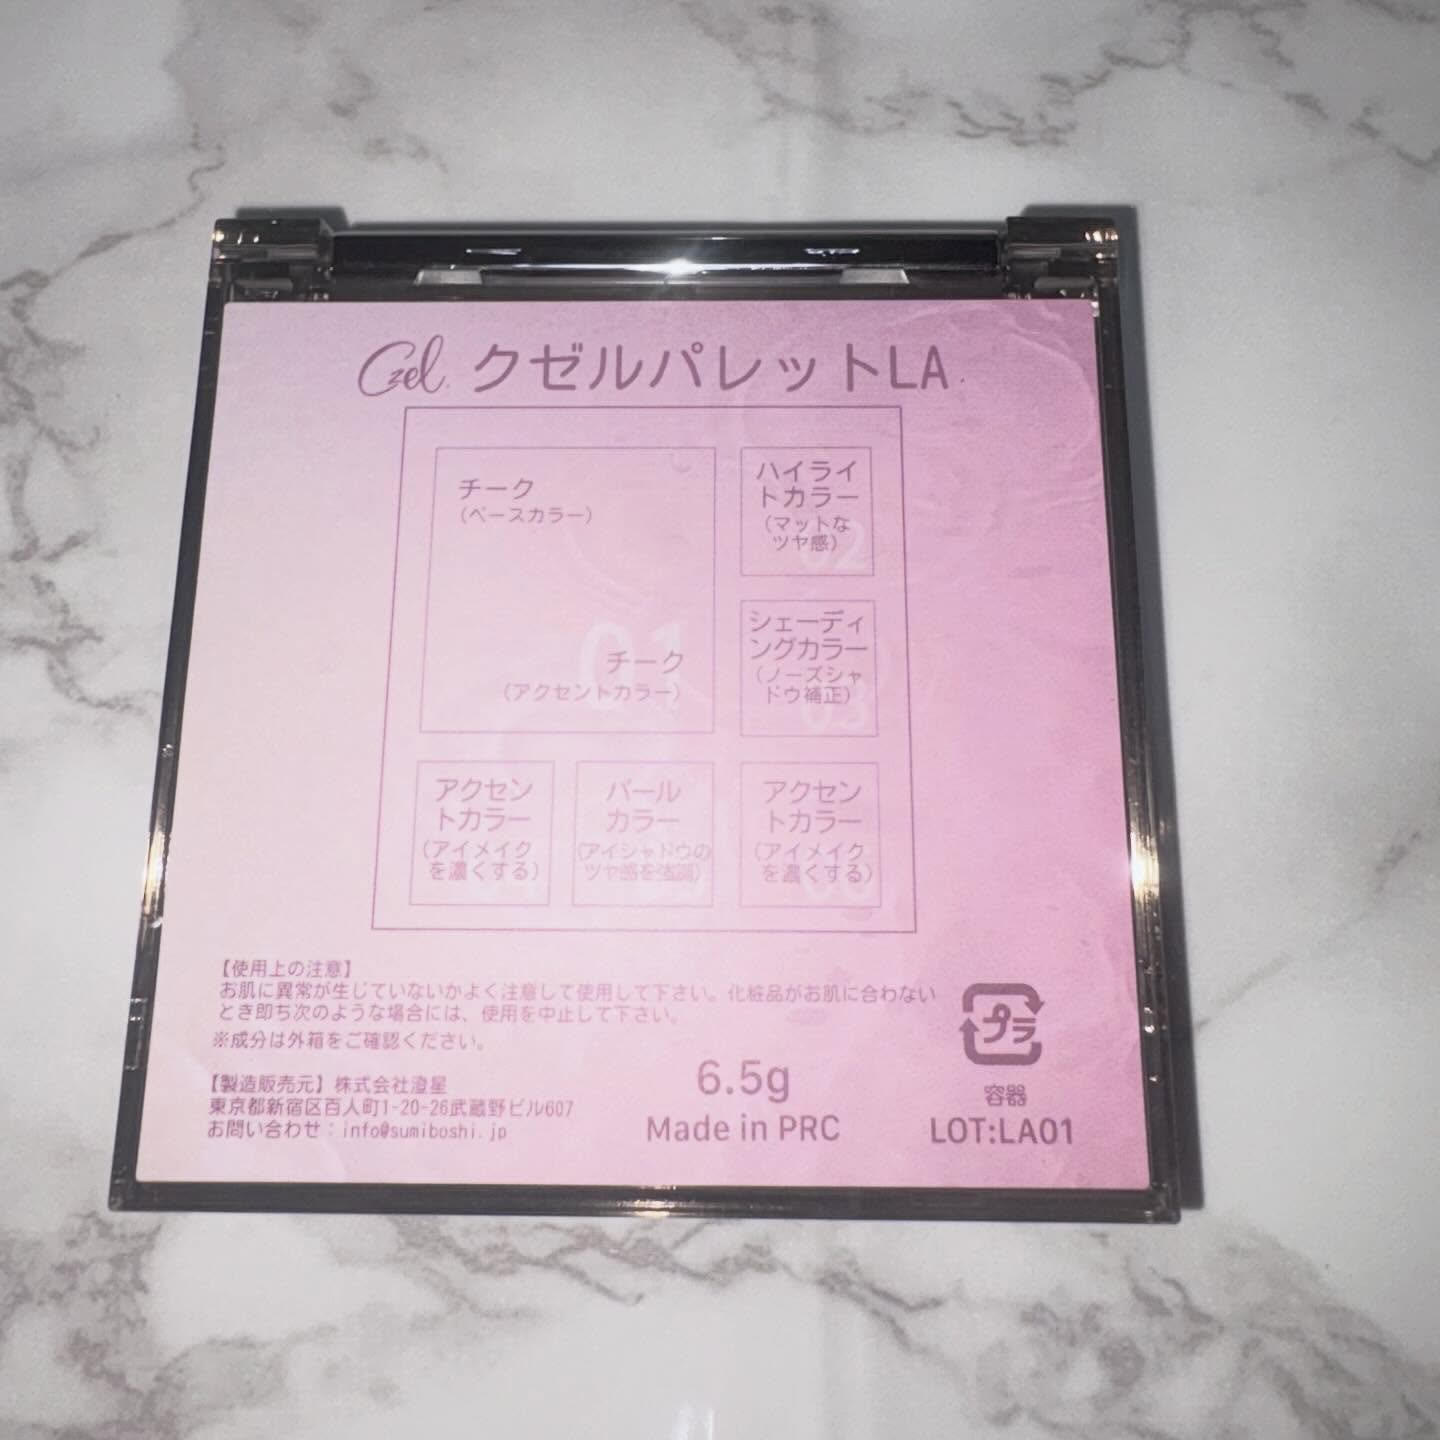 Czel. クゼルパレットLA
チーク
（ベースカラー）
01
チーク
（アクセントカラー）
ハイライ
トカラー
（マットな
ツヤ感）
02
シェーディ
ングカラー
（ノーズシャ
ドウ補正）
03
アクセン
トカラー
（アイメイク
を濃くする）
パール
カラー
（アイシャドウの
ツヤ感を強調）
アクセン
トカラー
（アイメイク
を濃くする）
【使用上の注意】
お肌に異常が生じていないかよく注意して使用して下さい。化粧品がお肌に合わない
とき即ち次のような場合には、使用を中止して下さい。
※成分は外箱をご確認ください。
【製造販売元】株式会社澄星
東京都新宿区百人町1-20-26武蔵野ビル607
お問い合わせ：info@sumiboshi.jp
6.5g
Made in PRC
プラ
容器
LOT:LA01